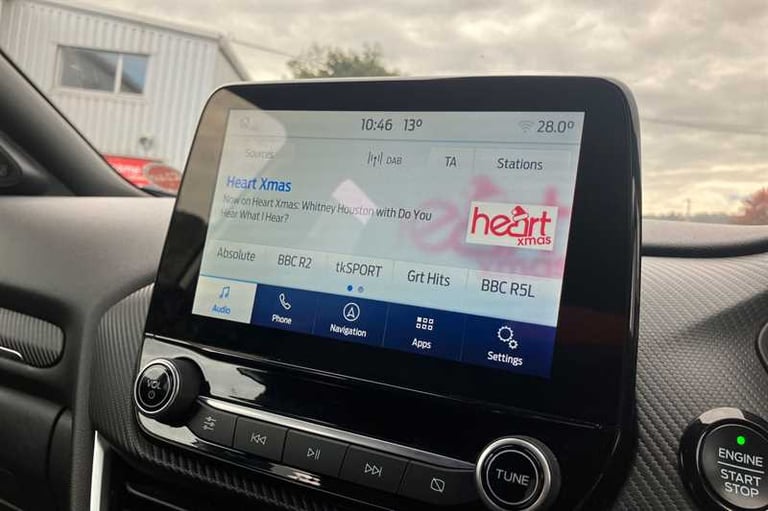 10:46 13° 28.0°
Sources DAB TA Stations
Heart Xmas
Now on Heart Xmas: Whitney Houston with Do You
Hear What I Hear?
heart
xmas
Absolute BBC R2 tkSPORT Grt Hits BBC R5L
Audio Phone Navigation Apps Settings
VOL
TUNE
ENGINE
START
STOP